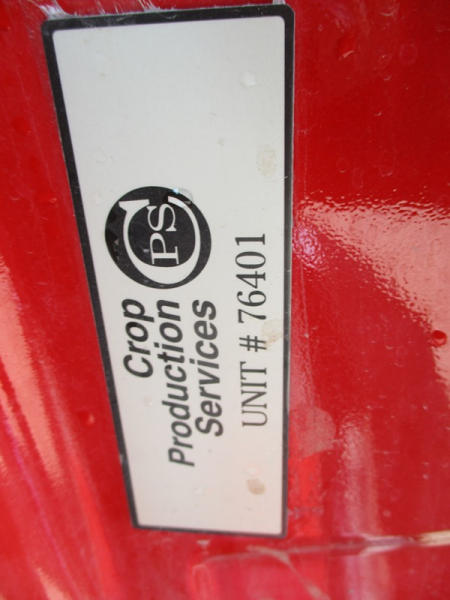 CPS
Crop
Production
Services
UNIT # 76401